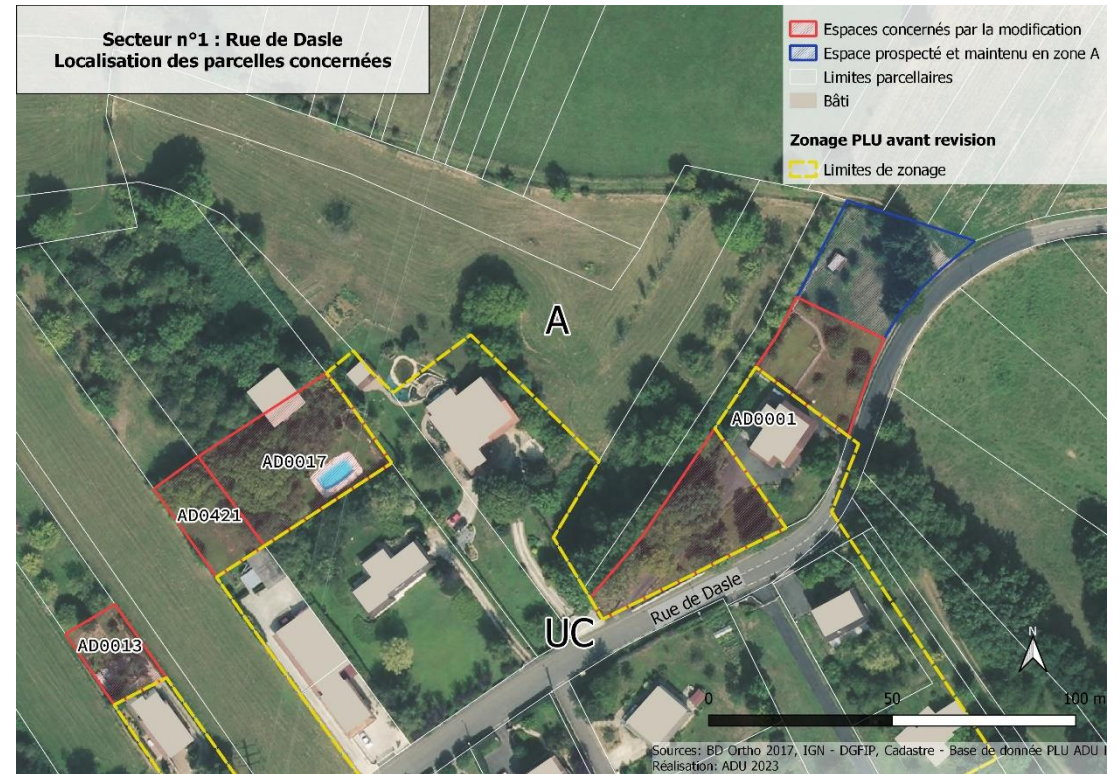 Secteur n°1 : Rue de Dasle
Localisation des parcelles concernées
Espaces concernés par la modification
Espace prospecté et maintenu en zone A
Limites parcellaires
Bâti
Zonage PLU avant revision
Limites de zonage
A
AD0001
AD0017
AD0421
AD0013
UC
Rue de Dasle
N
0 50 100 m
Sources: BD Ortho 2017, IGN - DGFIP, Cadastre - Base de donnée PLU ADU
Réalisation: ADU 2023